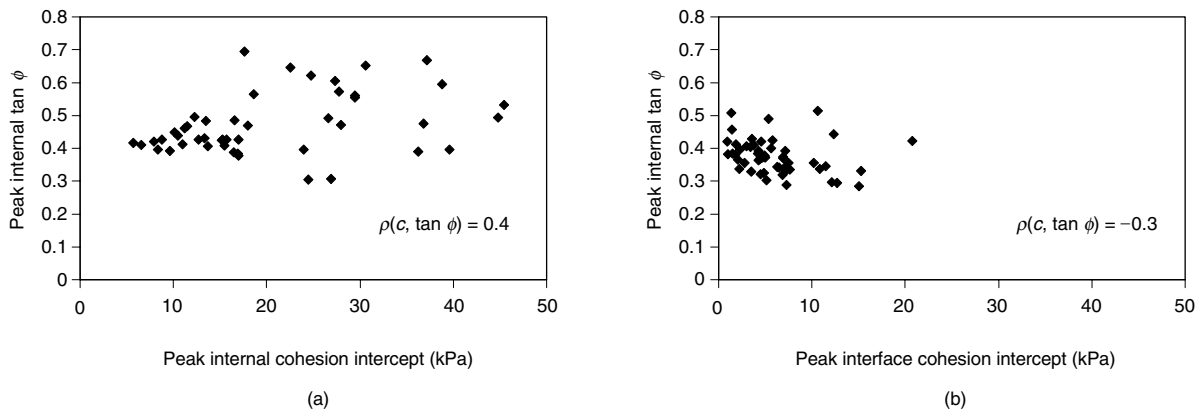 0.8
0.7
0.6
0.5
0.4
0.3
0.2
0.1
0
Peak internal tan ϕ
ρ(c, tan ϕ) = 0.4
0 10 20 30 40 50
Peak internal cohesion intercept (kPa)
(a)
0.8
0.7
0.6
0.5
0.4
0.3
0.2
0.1
0
Peak internal tan ϕ
ρ(c, tan ϕ) = −0.3
0 10 20 30 40 50
Peak interface cohesion intercept (kPa)
(b)